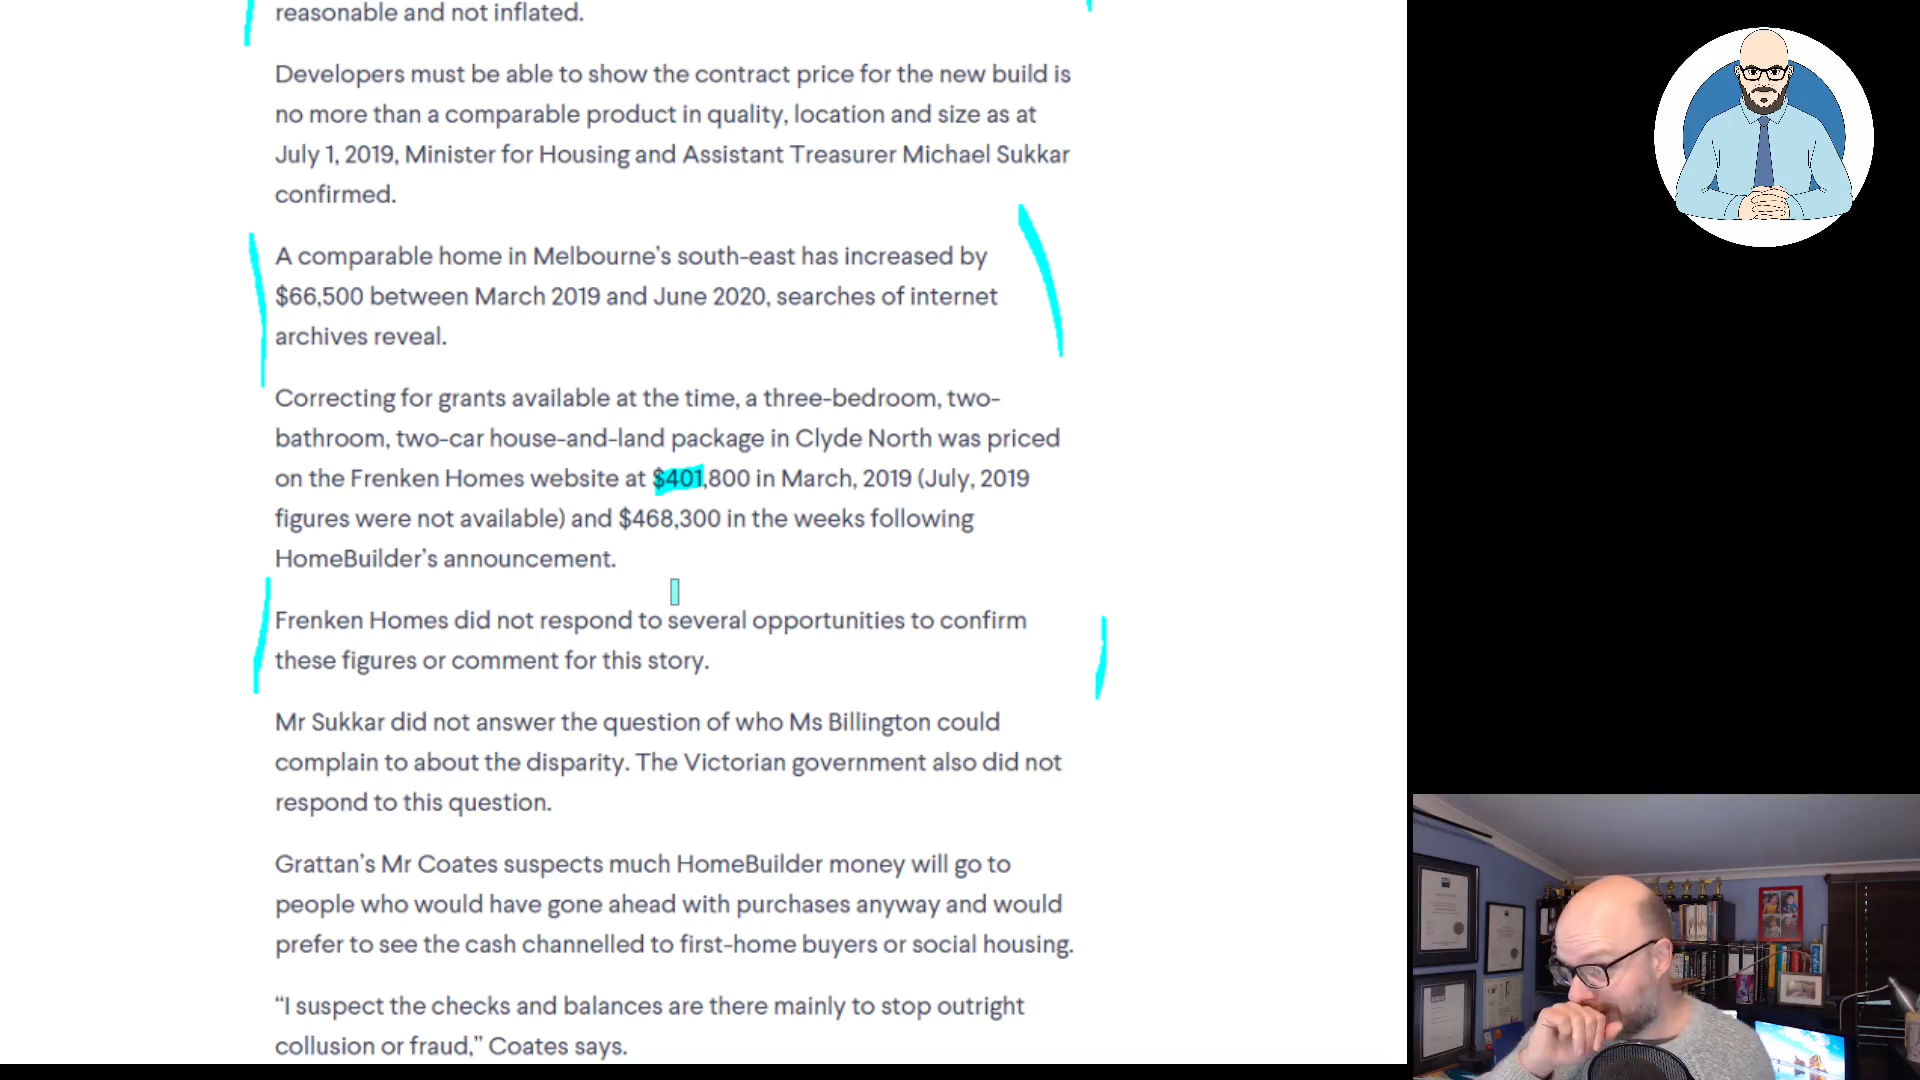 reasonable and not inflated.
Developers must be able to show the contract price for the new build is
no more than a comparable product in quality, location and size as at
July 1, 2019, Minister for Housing and Assistant Treasurer Michael Sukkar
confirmed.
A comparable home in Melbourne’s south-east has increased by
$66,500 between March 2019 and June 2020, searches of internet
archives reveal.
Correcting for grants available at the time, a three-bedroom, two-
bathroom, two-car house-and-land package in Clyde North was priced
on the Frenken Homes website at $401,800 in March, 2019 (July, 2019
figures were not available) and $468,300 in the weeks following
HomeBuilder’s announcement.
Frenken Homes did not respond to several opportunities to confirm
these figures or comment for this story.
Mr Sukkar did not answer the question of who Ms Billington could
complain to about the disparity. The Victorian government also did not
respond to this question.
Grattan’s Mr Coates suspects much HomeBuilder money will go to
people who would have gone ahead with purchases anyway and would
prefer to see the cash channelled to first-home buyers or social housing.
“I suspect the checks and balances are there mainly to stop outright
collusion or fraud,” Coates says.